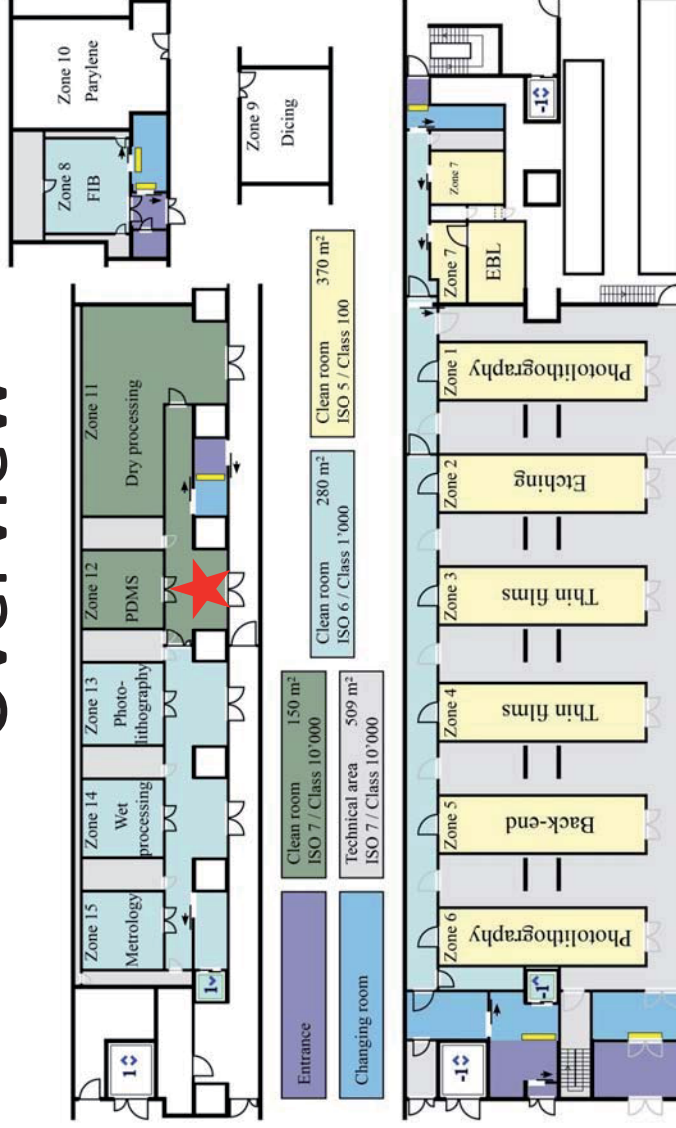 Overview
Zone 15
Metrology
Zone 14
Wet
processing
Zone 13
Photo-
lithography
Zone 12
PDMS
Zone 11
Dry processing
Zone 8
FIB
Zone 10
Parylene
1
1
Zone 9
Dicing
Entrance
Clean room 150 m²
ISO 7 / Class 10'000
Clean room 280 m²
ISO 6 / Class 1'000
Clean room 370 m²
ISO 5 / Class 100
Changing room
Technical area 509 m²
ISO 7 / Class 10'000
-1
-1
Zone 6
Photolithography
Zone 5
Back-end
Zone 4
Thin films
Zone 3
Thin films
Zone 2
Etching
Zone 1
Photolithography
Zone 7
EBL
Zone 7
-1